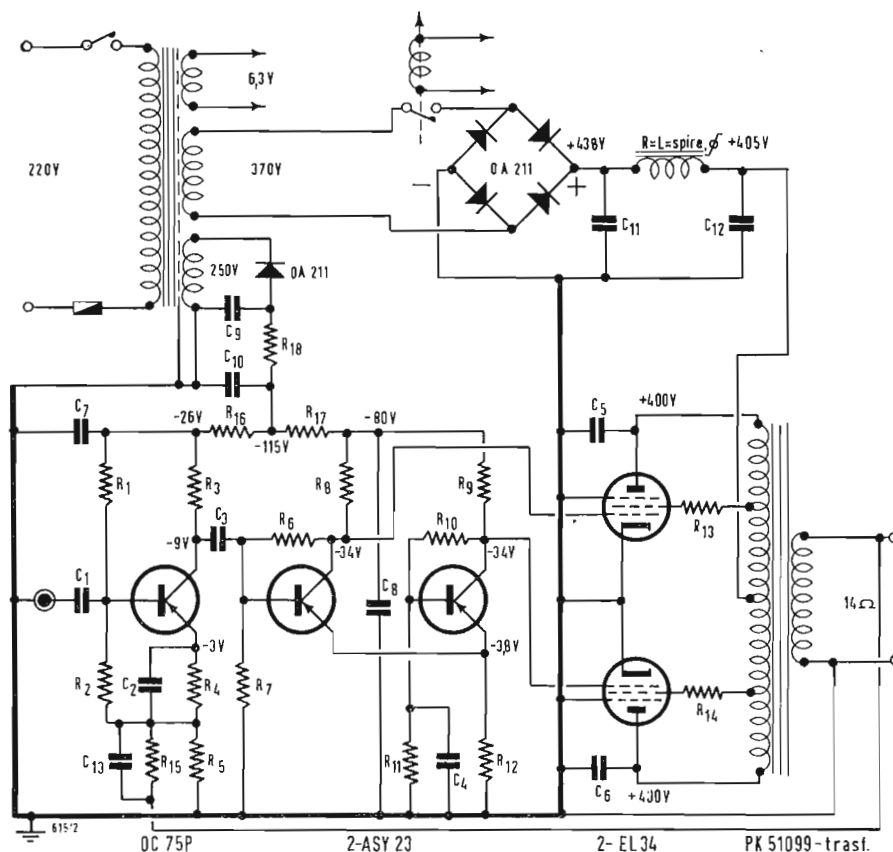 6,3V
220V
370V
+438V
R=L=spire, ∮ +405V
0A 211
− +
C11
C12
250V
0A 211
C9
R18
C10
C7
-26V
R16
R17
-80V
C5
+400V
-115V
R1
R3
R8
R9
C3
R6
R10
R13
-9V
-34V
-34V
C1
C8
14Ω
-3V
-3,8V
R2
C2
R4
R7
R14
C13
R15
R5
R11
C4
R12
C6
+400V
615'2
OC 75P
2-ASY 23
2- EL34
PK 51099-trasf.